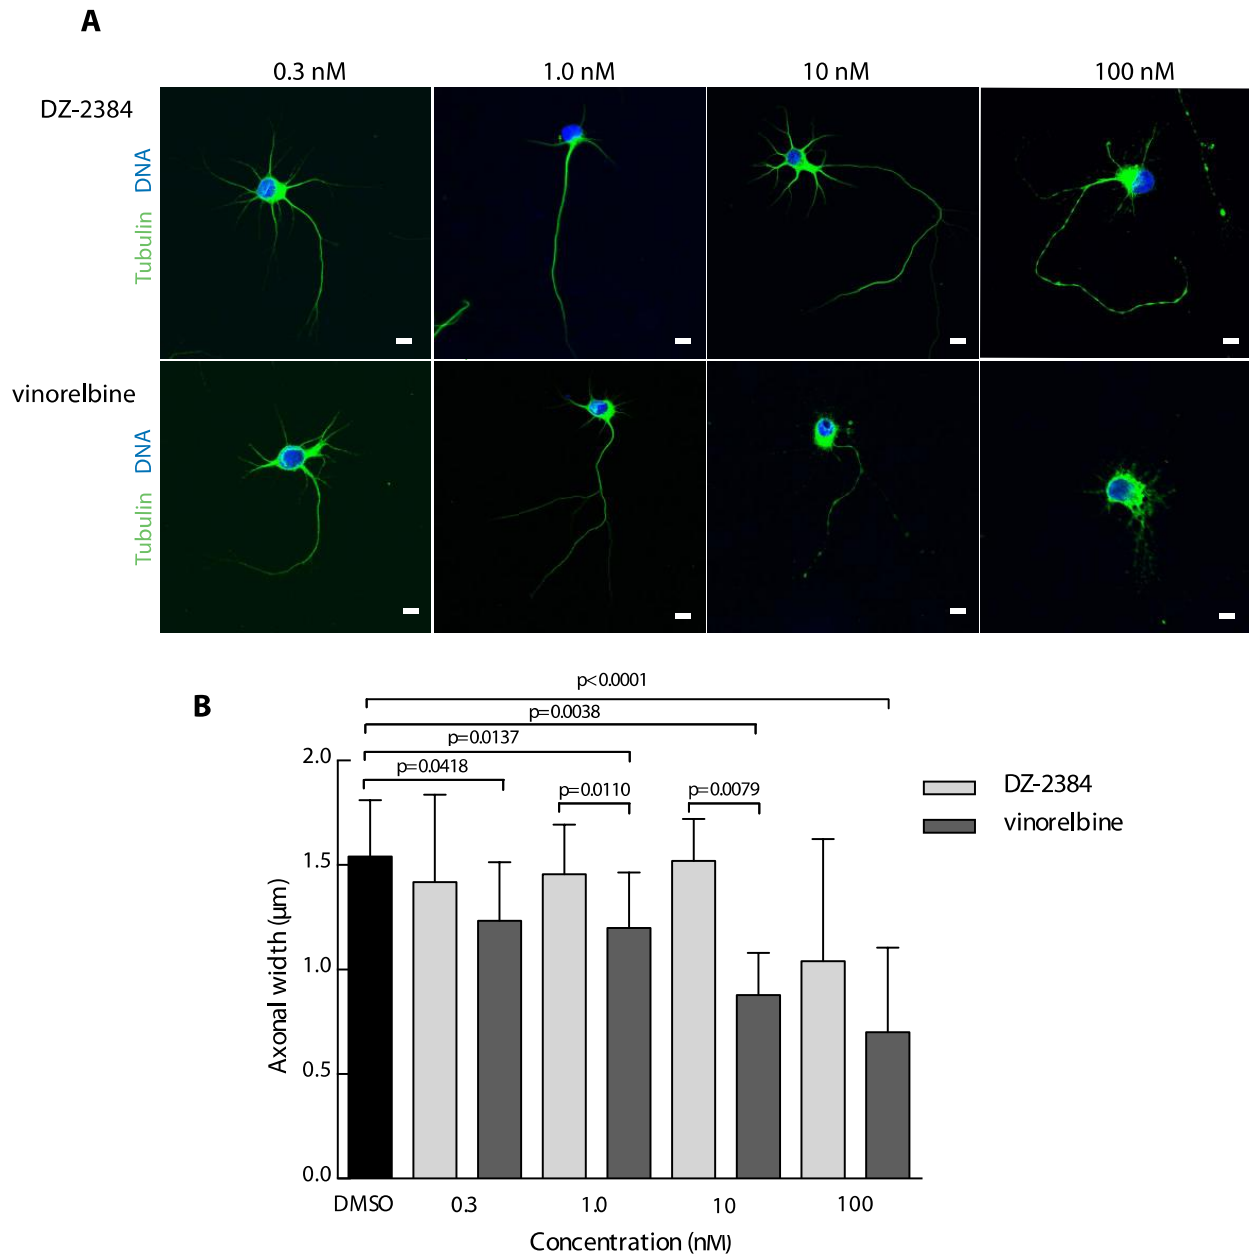 A
0.3 nM 1.0 nM 10 nM 100 nM
DZ-2384
Tubulin DNA
vinorelbine
Tubulin DNA
B
p<0.0001
p=0.0038
p=0.0137
p=0.0418
p=0.0110
p=0.0079
DZ-2384
vinorelbine
Axonal width (µm)
2.0
1.5
1.0
0.5
0.0
DMSO 0.3 1.0 10 100
Concentration (nM)